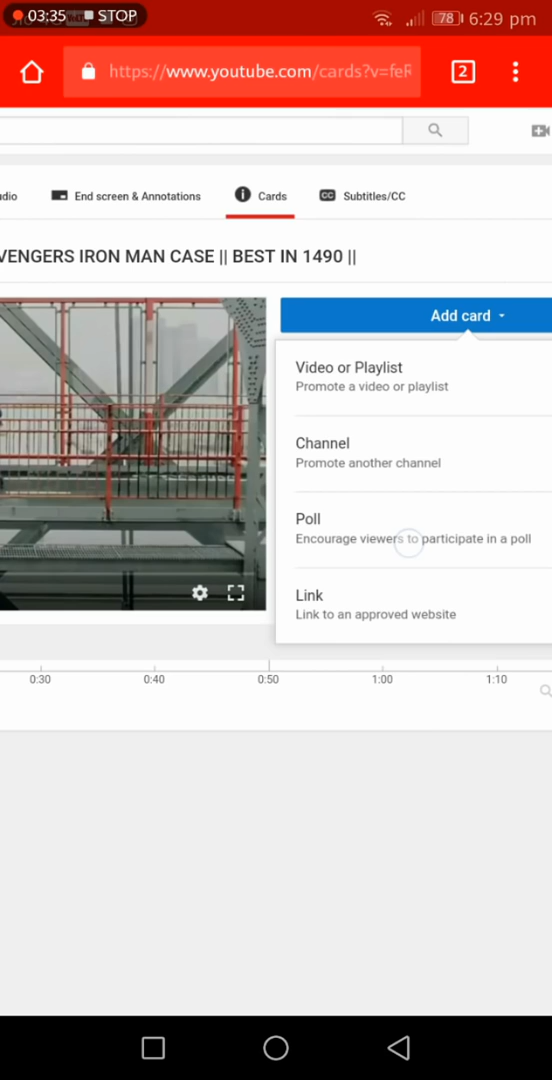 03:35 STOP
78 6:29 pm
https://www.youtube.com/cards?v=feR
2
udio
End screen & Annotations
Cards
CC Subtitles/CC
VENGERS IRON MAN CASE || BEST IN 1490 ||
Add card
Video or Playlist
Promote a video or playlist
Channel
Promote another channel
Poll
Encourage viewers to participate in a poll
Link
Link to an approved website
0:30 0:40 0:50 1:00 1:10